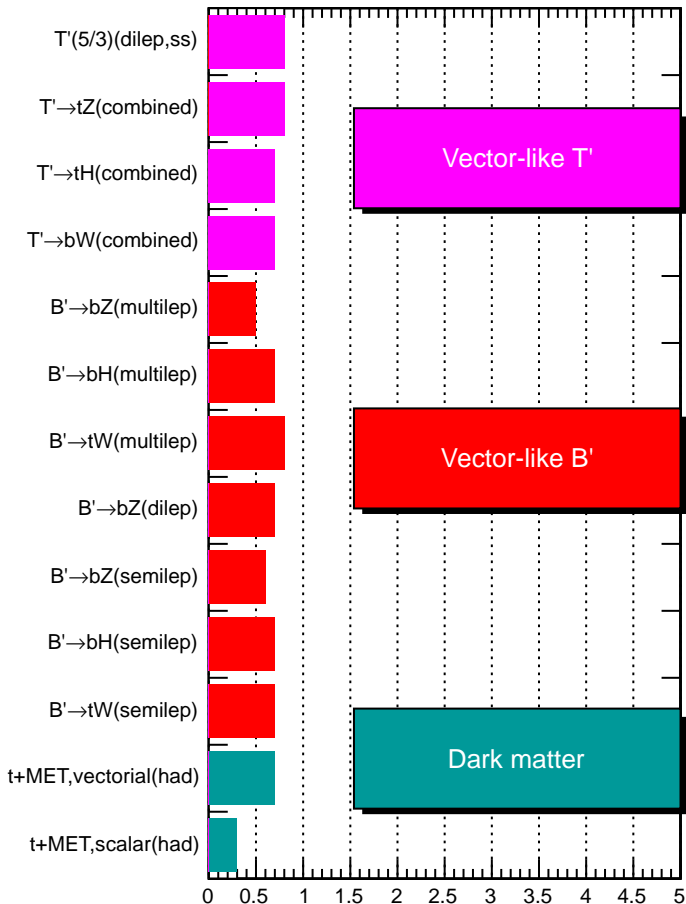 T'(5/3)(dilep,ss)
T'→tZ(combined)
T'→tH(combined)
T'→bW(combined)
B'→bZ(multilep)
B'→bH(multilep)
B'→tW(multilep)
B'→bZ(dilep)
B'→bZ(semilep)
B'→bH(semilep)
B'→tW(semilep)
t+MET,vectorial(had)
t+MET,scalar(had)
Vector-like T'
Vector-like B'
Dark matter
0 0.5 1 1.5 2 2.5 3 3.5 4 4.5 5